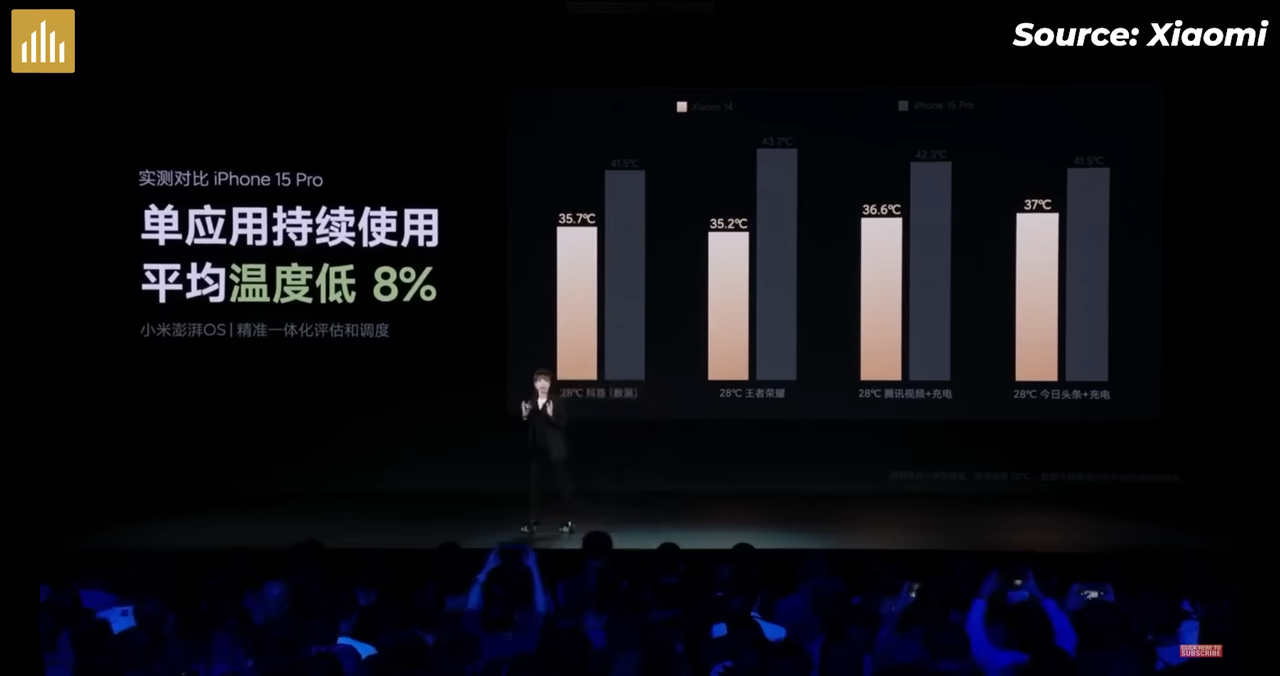 Source: Xiaomi
实测对比 iPhone 15 Pro
单应用持续使用
平均温度低 8%
小米澎湃OS | 精准一体化评估和调度
Xiaomi 14
iPhone 15 Pro
35.7℃
41.5℃
35.2℃
43.7℃
36.6℃
42.3℃
37℃
41.5℃
28℃ 抖音
28℃ 王者荣耀
28℃ 腾讯视频+充电
28℃ 今日头条+充电
CLICK HERE TO
SUBSCRIBE